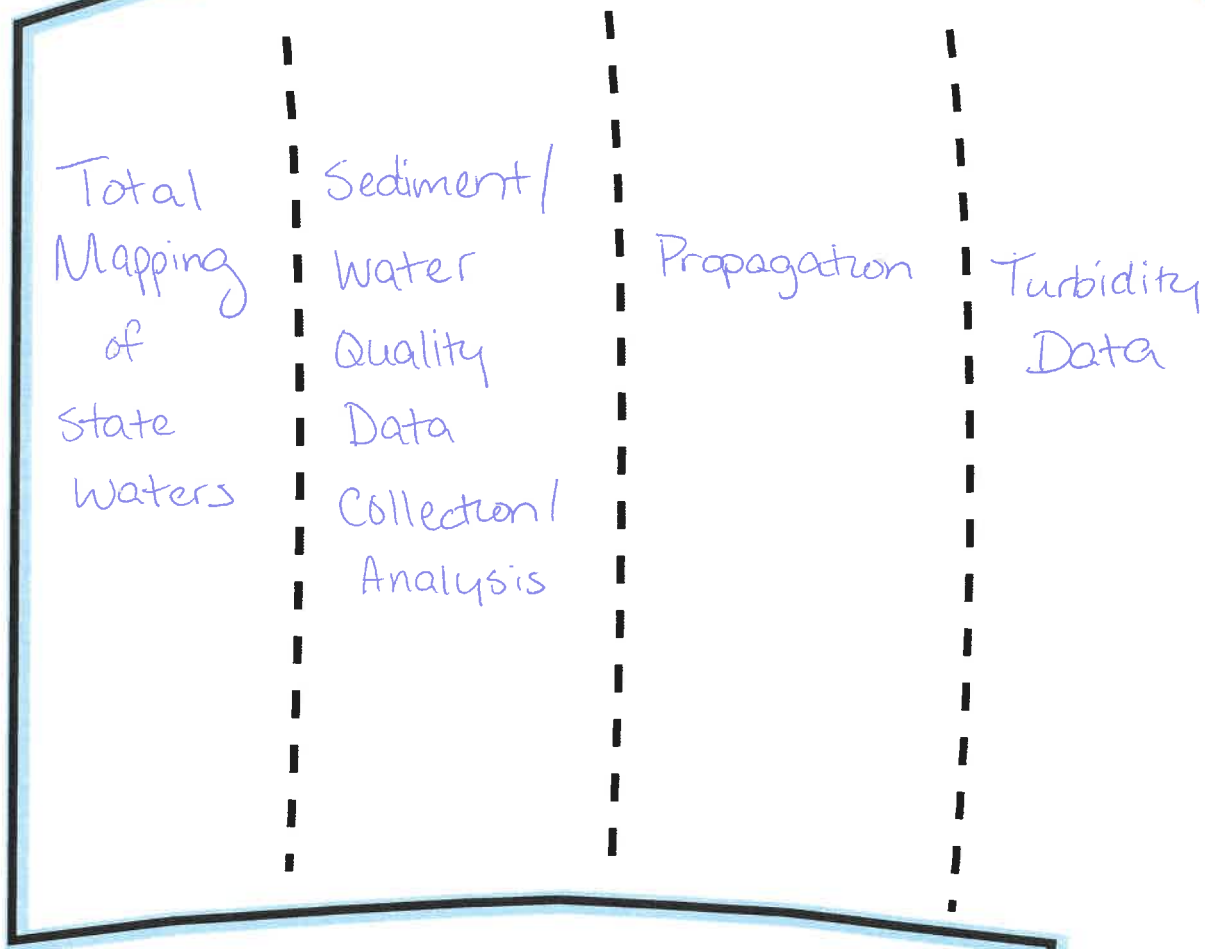 Total
Mapping
of
state
waters
Sediment/
Water
Quality
Data
Collection/
Analysis
Propagation
Turbidity
Data